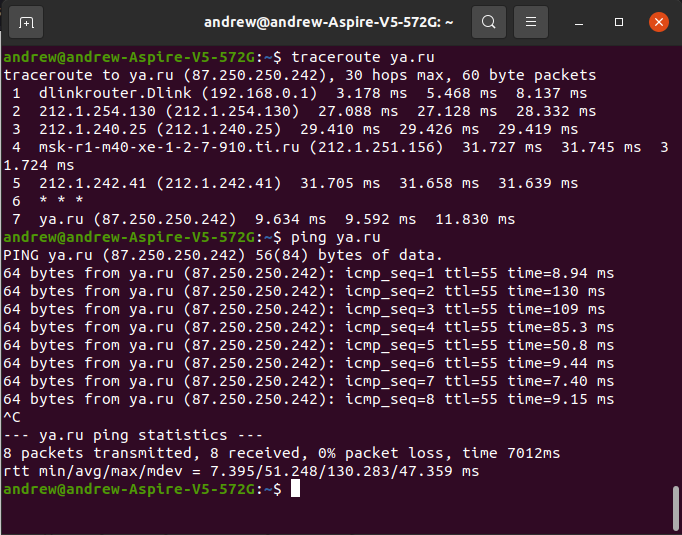 andrew@andrew-Aspire-V5-572G: ~
andrew@andrew-Aspire-V5-572G:~$ traceroute ya.ru
traceroute to ya.ru (87.250.250.242), 30 hops max, 60 byte packets
 1  dlinkrouter.Dlink (192.168.0.1)  3.178 ms  5.468 ms  8.137 ms
 2  212.1.254.130 (212.1.254.130)  27.088 ms  27.128 ms  28.332 ms
 3  212.1.240.25 (212.1.240.25)  29.410 ms  29.426 ms  29.419 ms
 4  msk-r1-m40-xe-1-2-7-910.ti.ru (212.1.251.156)  31.727 ms  31.745 ms  3
1.724 ms
 5  212.1.242.41 (212.1.242.41)  31.705 ms  31.658 ms  31.639 ms
 6  * * *
 7  ya.ru (87.250.250.242)  9.634 ms  9.592 ms  11.830 ms
andrew@andrew-Aspire-V5-572G:~$ ping ya.ru
PING ya.ru (87.250.250.242) 56(84) bytes of data.
64 bytes from ya.ru (87.250.250.242): icmp_seq=1 ttl=55 time=8.94 ms
64 bytes from ya.ru (87.250.250.242): icmp_seq=2 ttl=55 time=130 ms
64 bytes from ya.ru (87.250.250.242): icmp_seq=3 ttl=55 time=109 ms
64 bytes from ya.ru (87.250.250.242): icmp_seq=4 ttl=55 time=85.3 ms
64 bytes from ya.ru (87.250.250.242): icmp_seq=5 ttl=55 time=50.8 ms
64 bytes from ya.ru (87.250.250.242): icmp_seq=6 ttl=55 time=9.44 ms
64 bytes from ya.ru (87.250.250.242): icmp_seq=7 ttl=55 time=7.40 ms
64 bytes from ya.ru (87.250.250.242): icmp_seq=8 ttl=55 time=9.15 ms
^C
--- ya.ru ping statistics ---
8 packets transmitted, 8 received, 0% packet loss, time 7012ms
rtt min/avg/max/mdev = 7.395/51.248/130.283/47.359 ms
andrew@andrew-Aspire-V5-572G:~$